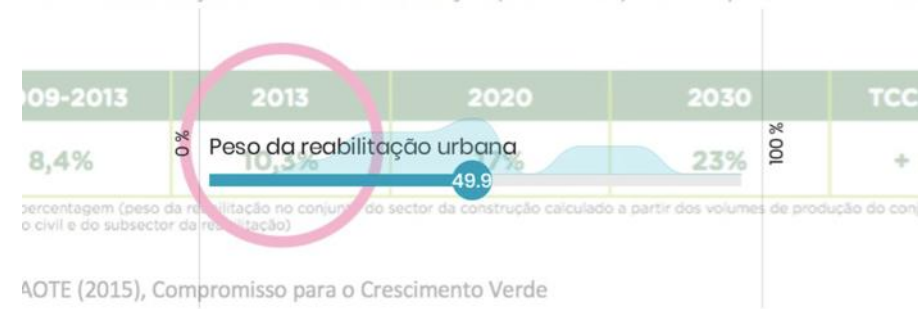 09-2013 2013 2020 2030 TCC
0 % Peso da reabilitação urbana 100 %
8,4% 10,3% 17% 23% +
49.9
percentagem (peso da reabilitação no conjunto do sector da construção calculado a partir dos volumes de produção do conj
o civil e do subsector da reabilitação)
AOTE (2015), Compromisso para o Crescimento Verde